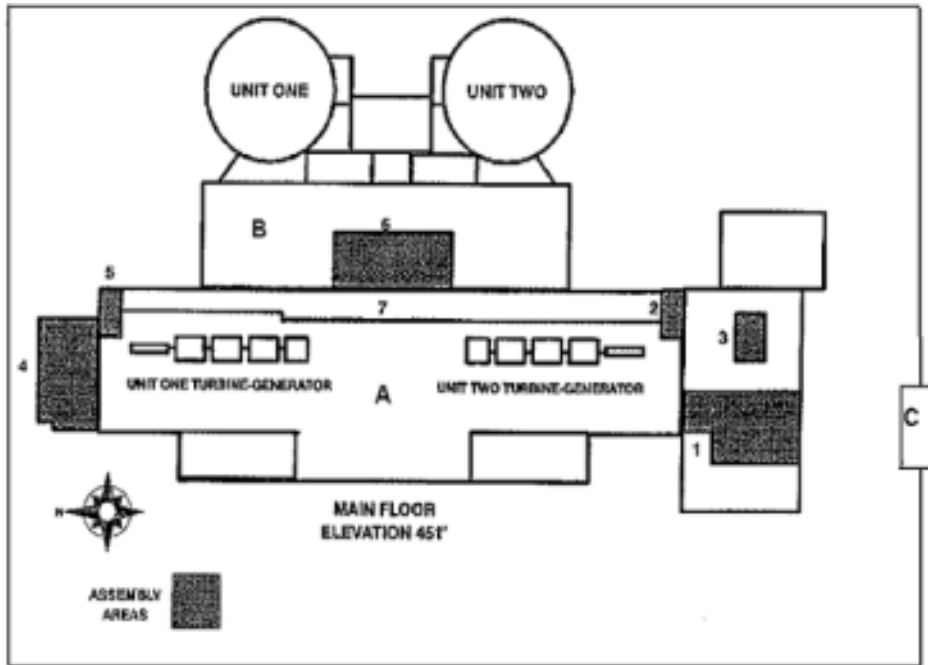 UNIT ONE
UNIT TWO
B
6
5
7
2
3
4
UNIT ONE TURBINE-GENERATOR
UNIT TWO TURBINE-GENERATOR
A
C
1
N
MAIN FLOOR
ELEVATION 451'
ASSEMBLY
AREAS